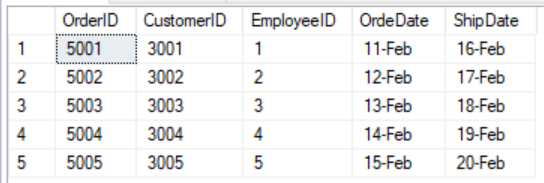 OrderID CustomerID EmployeeID OrdeDate ShipDate
1 5001 3001 1 11-Feb 16-Feb
2 5002 3002 2 12-Feb 17-Feb
3 5003 3003 3 13-Feb 18-Feb
4 5004 3004 4 14-Feb 19-Feb
5 5005 3005 5 15-Feb 20-Feb